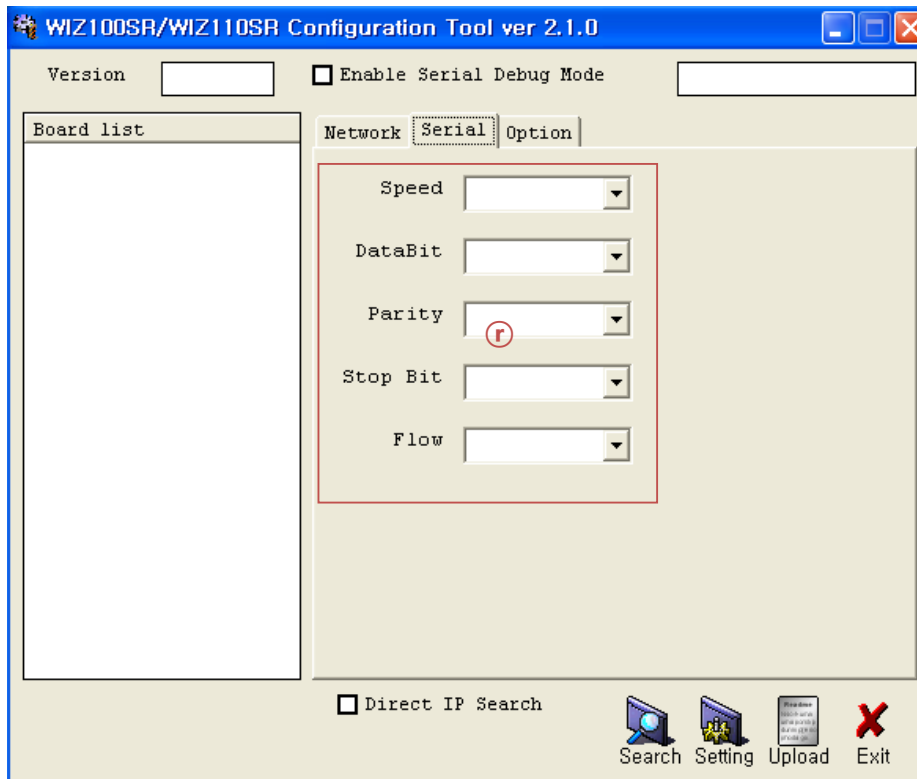 WIZ100SR/WIZ110SR Configuration Tool ver 2.1.0
Version
Enable Serial Debug Mode
Board list
Network Serial Option
Speed
DataBit
Parity
ⓡ
Stop Bit
Flow
Direct IP Search
Search Setting Upload Exit